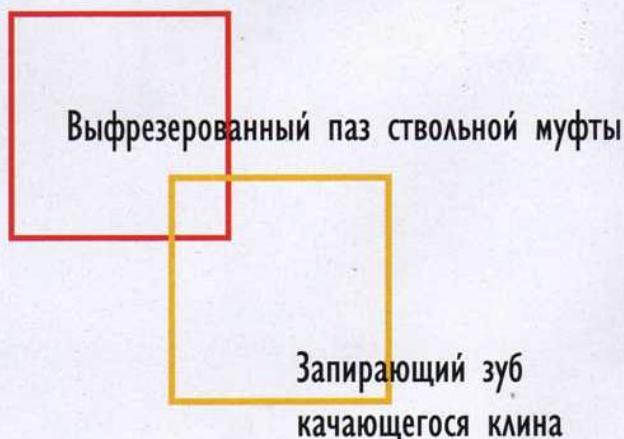 Выфрезерованный паз ствольной муфты
Запирающий зуб
качающегося клина